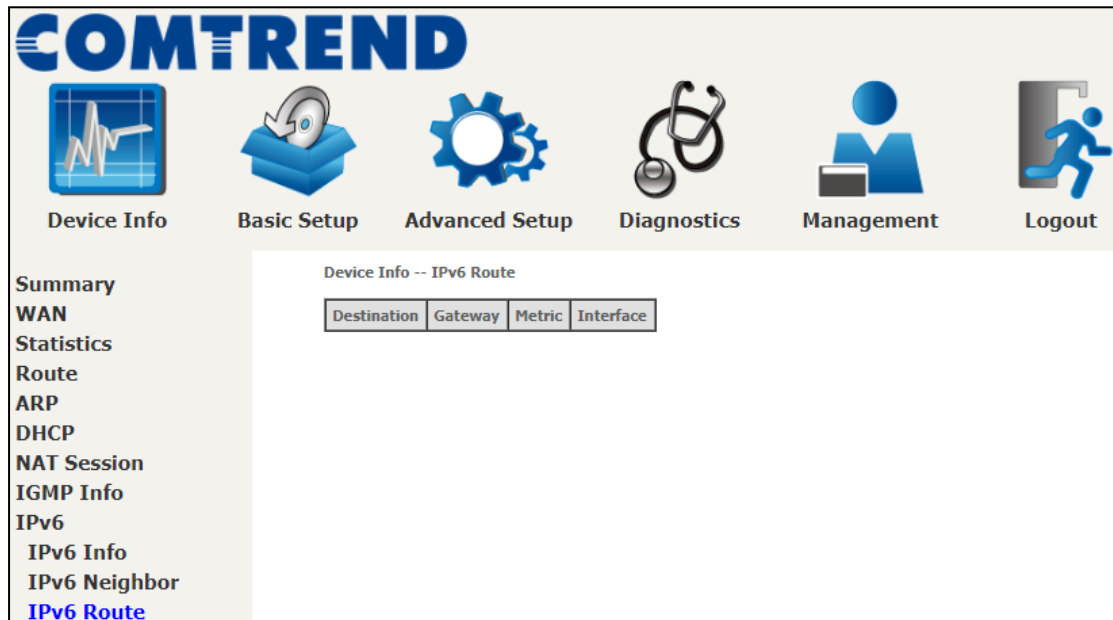 COMTREND
Device Info Basic Setup Advanced Setup Diagnostics Management Logout
Summary
WAN
Statistics
Route
ARP
DHCP
NAT Session
IGMP Info
IPv6
IPv6 Info
IPv6 Neighbor
IPv6 Route
Device Info -- IPv6 Route
Destination Gateway Metric Interface